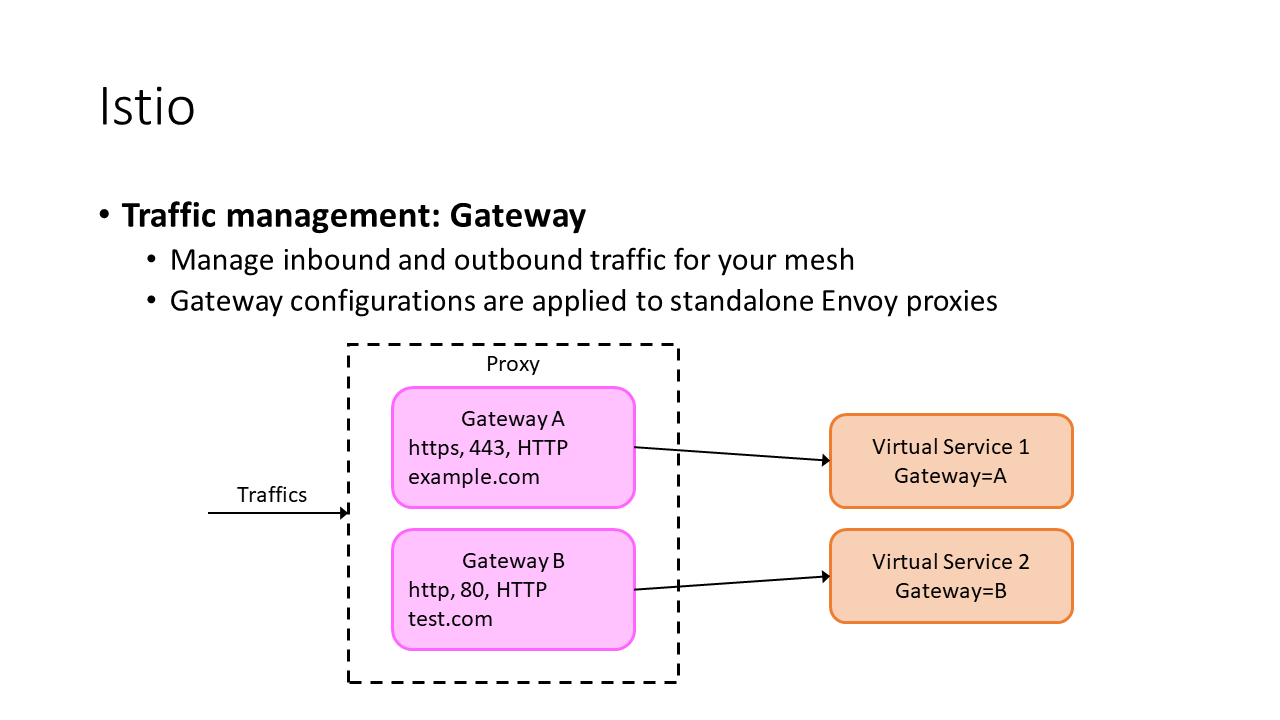 Istio
• Traffic management: Gateway
• Manage inbound and outbound traffic for your mesh
• Gateway configurations are applied to standalone Envoy proxies
Proxy
Gateway A
https, 443, HTTP
example.com
Traffics
Gateway B
http, 80, HTTP
test.com
Virtual Service 1
Gateway=A
Virtual Service 2
Gateway=B